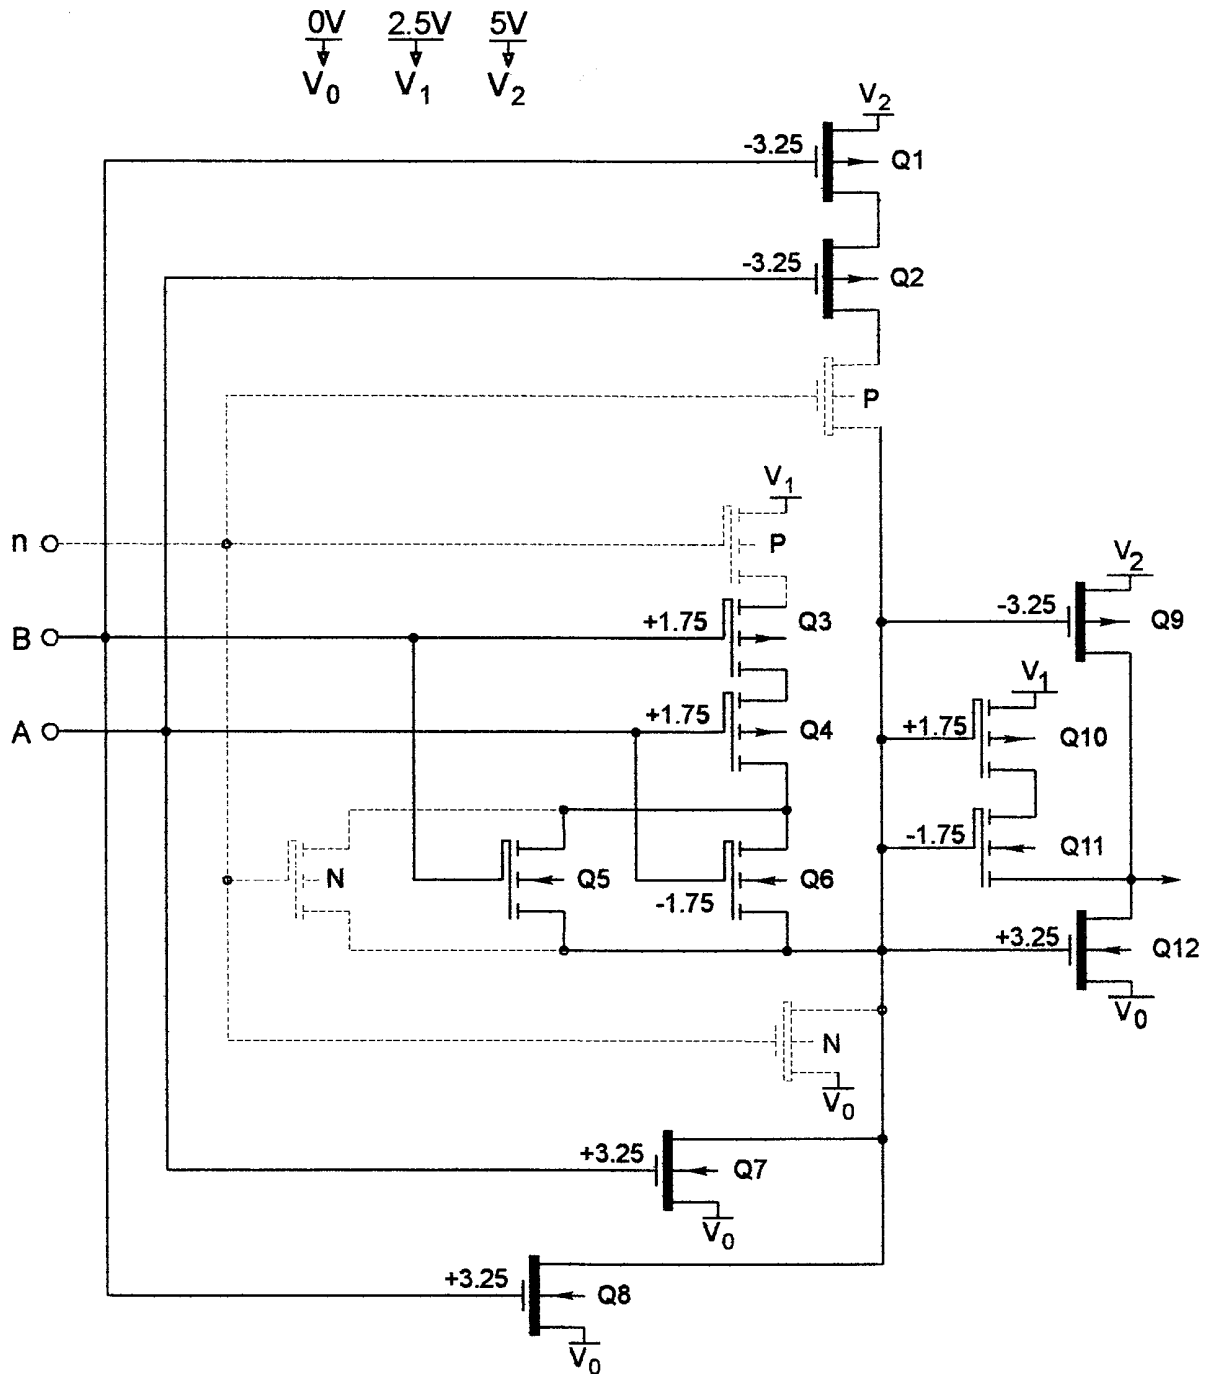 0V 2.5V 5V
V0 V1 V2
V2
-3.25 Q1
-3.25 Q2
P
V1
n P
B +1.75 Q3
A +1.75 Q4
N Q5 -1.75 Q6
V2
-3.25 Q9
V1
+1.75 Q10
-1.75 Q11
+3.25 Q12
V0
N
V0
+3.25 Q7
V0
+3.25 Q8
V0